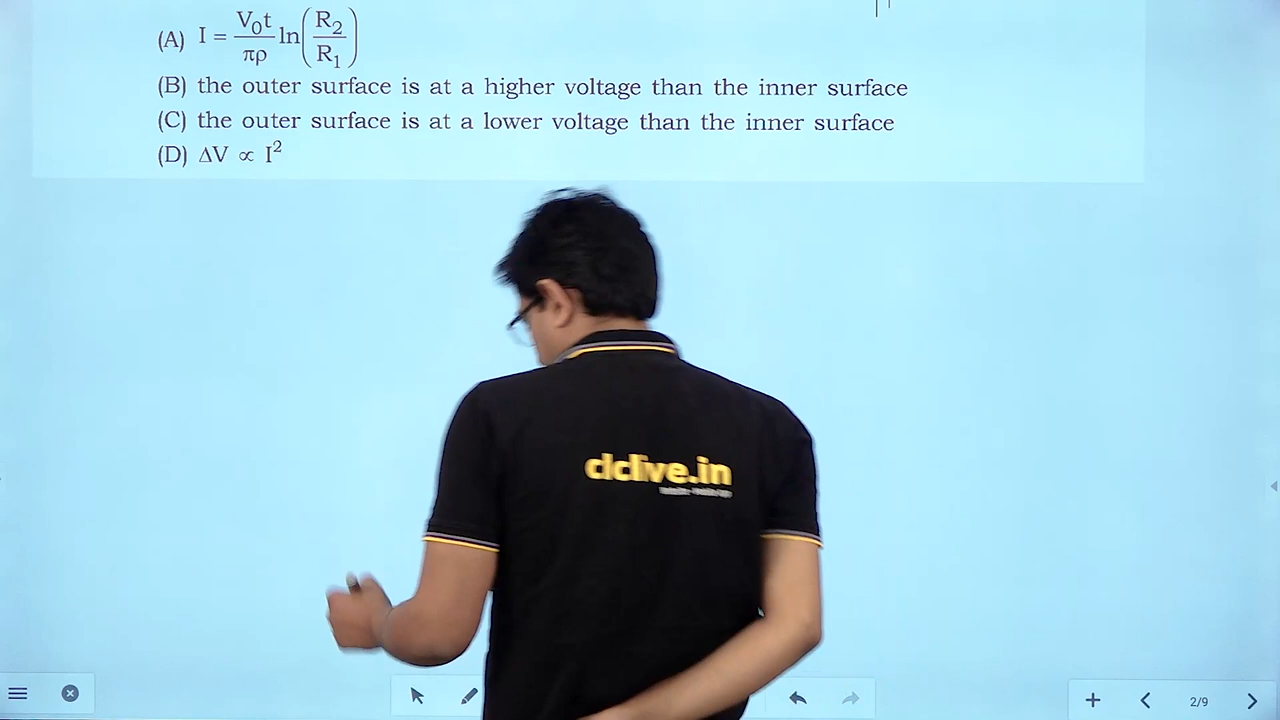 (A) I = V₀t/πρ ln(R₂/R₁)
(B) the outer surface is at a higher voltage than the inner surface
(C) the outer surface is at a lower voltage than the inner surface
(D) ΔV ∝ I²
dclive.in
2/9